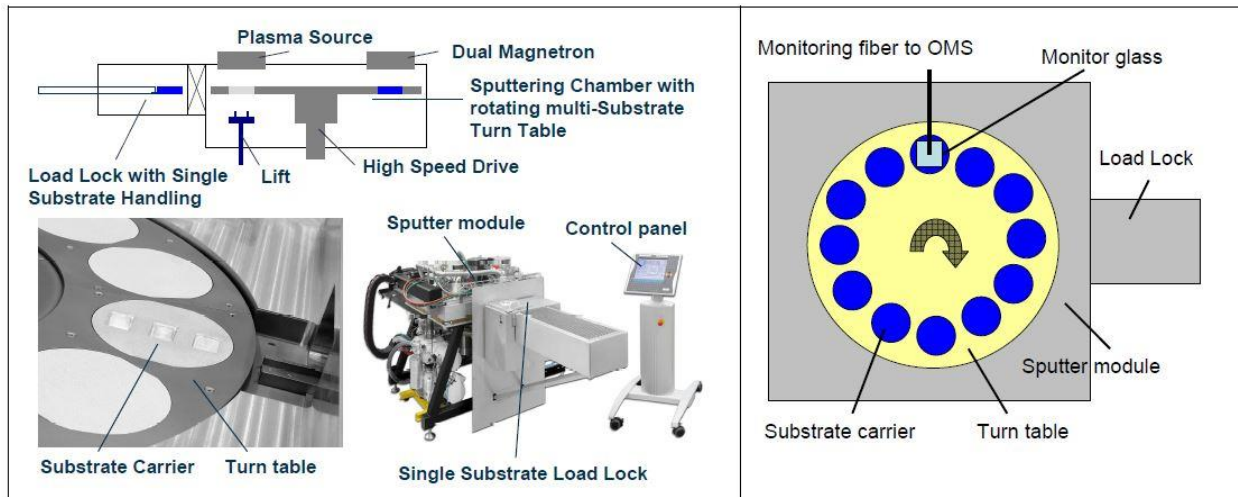 Plasma Source
Dual Magnetron
Sputtering Chamber with
rotating multi-Substrate
Turn Table
High Speed Drive
Lift
Load Lock with Single
Substrate Handling
Sputter module
Control panel
Substrate Carrier
Turn table
Single Substrate Load Lock
Monitoring fiber to OMS
Monitor glass
Load Lock
Sputter module
Substrate carrier
Turn table